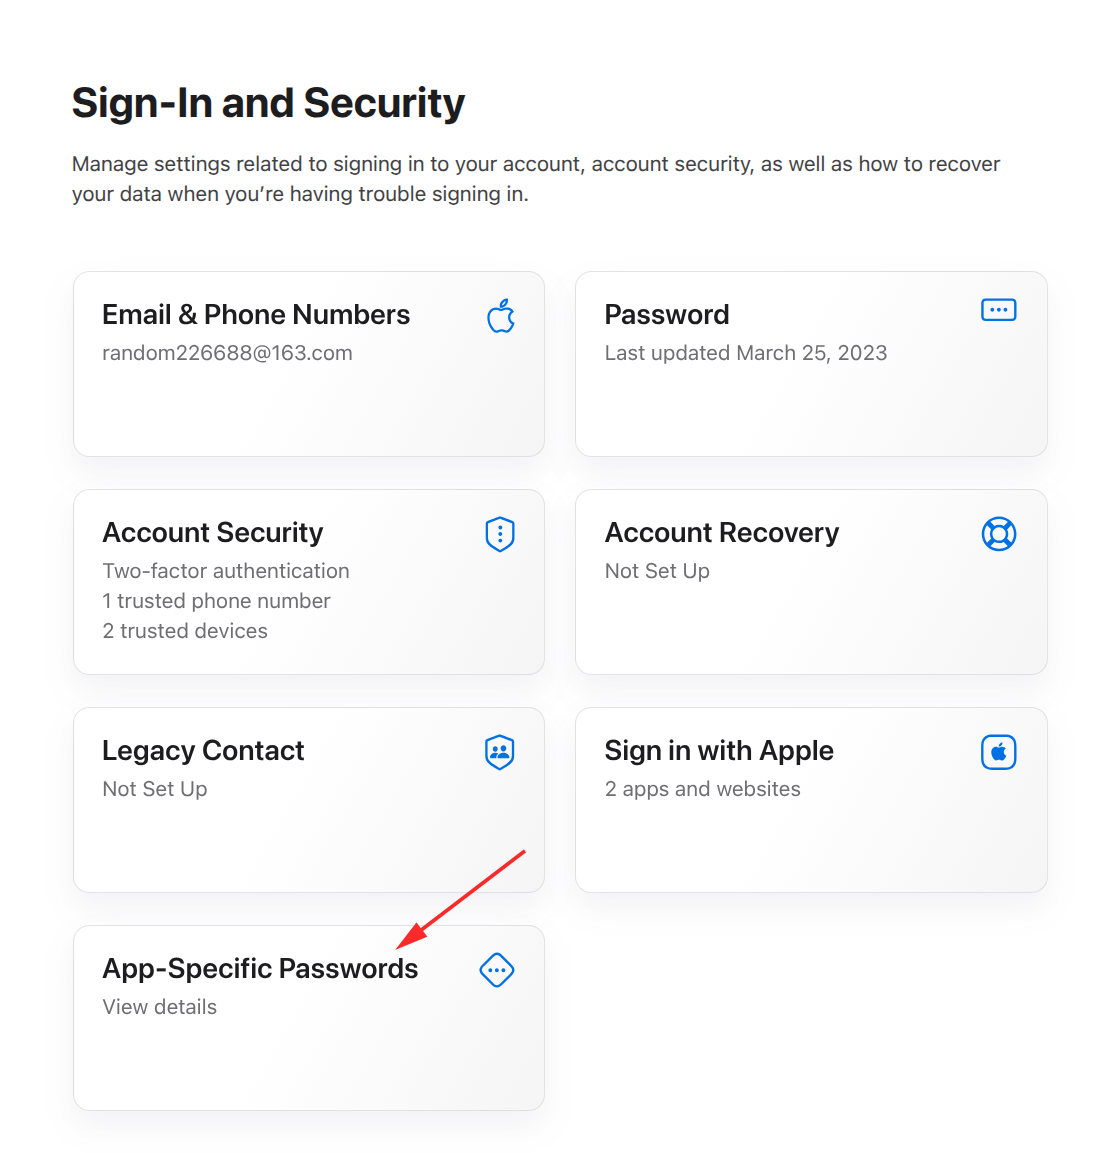 Sign-In and Security
Manage settings related to signing in to your account, account security, as well as how to recover
your data when you’re having trouble signing in.
Email & Phone Numbers
random226688@163.com
Password
Last updated March 25, 2023
Account Security
Two-factor authentication
1 trusted phone number
2 trusted devices
Account Recovery
Not Set Up
Legacy Contact
Not Set Up
Sign in with Apple
2 apps and websites
App-Specific Passwords
View details